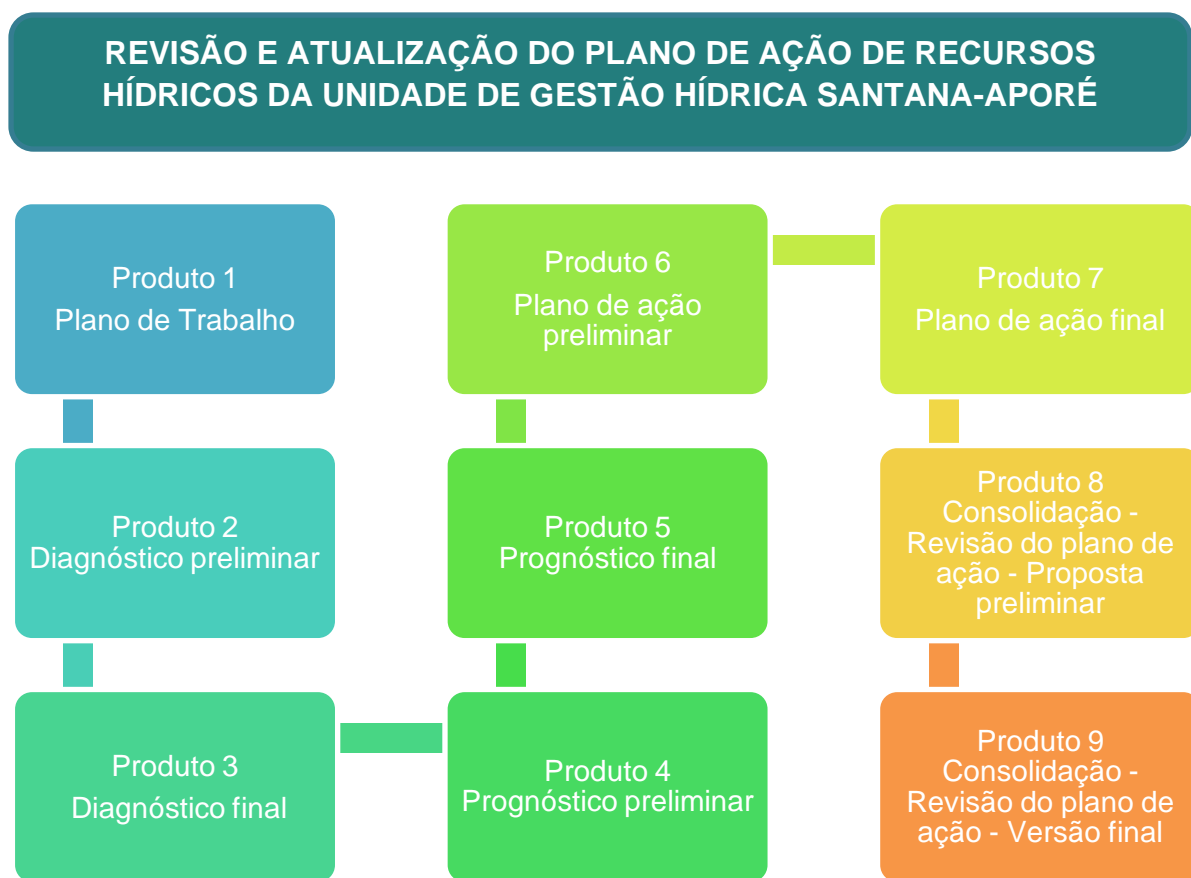 REVISÃO E ATUALIZAÇÃO DO PLANO DE AÇÃO DE RECURSOS
HÍDRICOS DA UNIDADE DE GESTÃO HÍDRICA SANTANA-APORÉ
Produto 1
Plano de Trabalho
Produto 2
Diagnóstico preliminar
Produto 3
Diagnóstico final
Produto 4
Prognóstico preliminar
Produto 5
Prognóstico final
Produto 6
Plano de ação
preliminar
Produto 7
Plano de ação final
Produto 8
Consolidação -
Revisão do plano de
ação - Proposta
preliminar
Produto 9
Consolidação -
Revisão do plano de
ação - Versão final